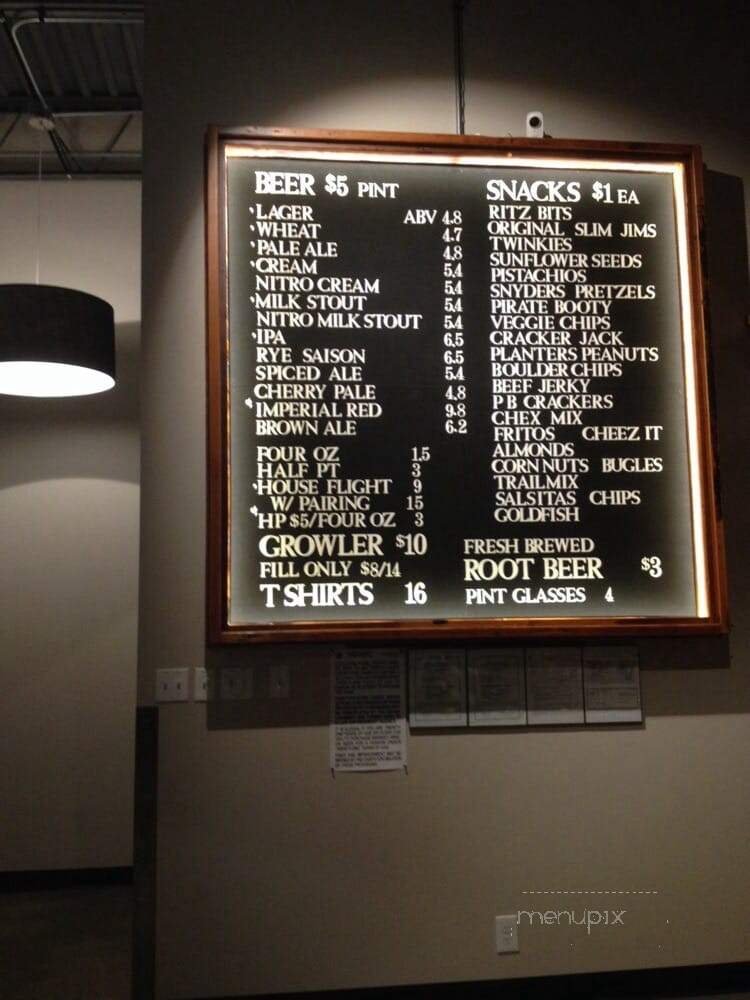 BEER $5 PINT
'LAGER ABV 4.8
'WHEAT 4.7
'PALE ALE 4.8
'CREAM 5.4
NITRO CREAM 5.4
'MILK STOUT 5.4
NITRO MILK STOUT 5.4
'IPA 6.5
RYE SAISON 6.5
SPICED ALE 5.4
CHERRY PALE 4.8
*IMPERIAL RED 9.8
BROWN ALE 6.2
FOUR OZ 1.5
HALF PT 3
'HOUSE FLIGHT 9
W/ PAIRING 15
*HP $5/FOUR OZ 3
GROWLER $10
FILL ONLY $8/14
T SHIRTS 16
SNACKS $1 EA
RITZ BITS
ORIGINAL SLIM JIMS
TWINKIES
SUNFLOWER SEEDS
PISTACHIOS
SNYDERS PRETZELS
PIRATE BOOTY
VEGGIE CHIPS
CRACKER JACK
PLANTERS PEANUTS
BOULDER CHIPS
BEEF JERKY
P B CRACKERS
CHEX MIX
FRITOS CHEEZ IT
ALMONDS
CORN NUTS BUGLES
TRAILMIX
SALSITAS CHIPS
GOLDFISH
FRESH BREWED
ROOT BEER $3
PINT GLASSES 4
menupix